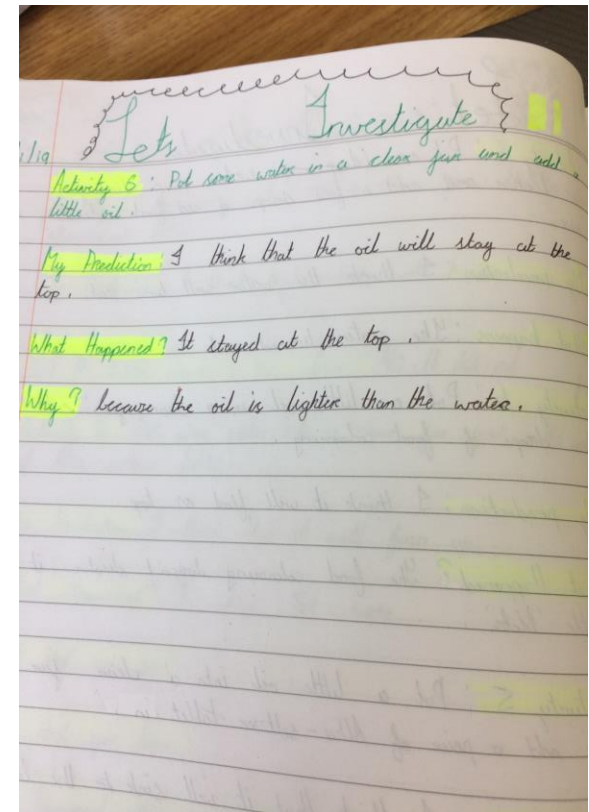 Lets Investigate
1/19
Activity 6: Put some water in a clear jar and add a
little oil.
My Prediction: I think that the oil will stay at the
top.
What Happened? It stayed at the top.
Why? because the oil is lighter than the water.